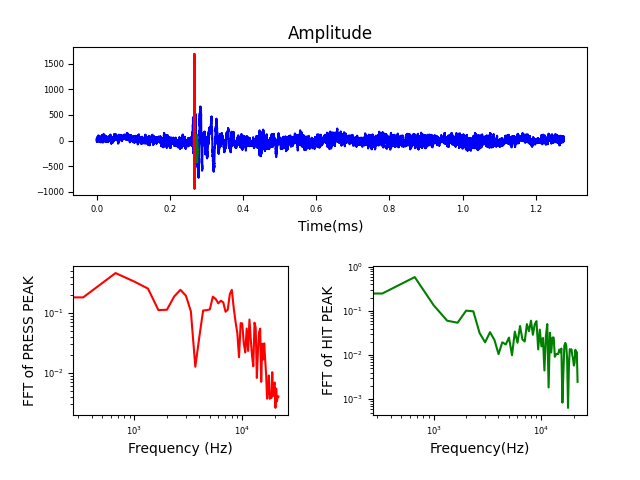 Amplitude
1500
1000
500
0
−500
−1000
0.0 0.2 0.4 0.6 0.8 1.0 1.2
Time(ms)
FFT of PRESS PEAK
10⁻¹
10⁻²
10³ 10⁴
Frequency (Hz)
FFT of HIT PEAK
10⁰
10⁻¹
10⁻²
10⁻³
10³ 10⁴
Frequency(Hz)